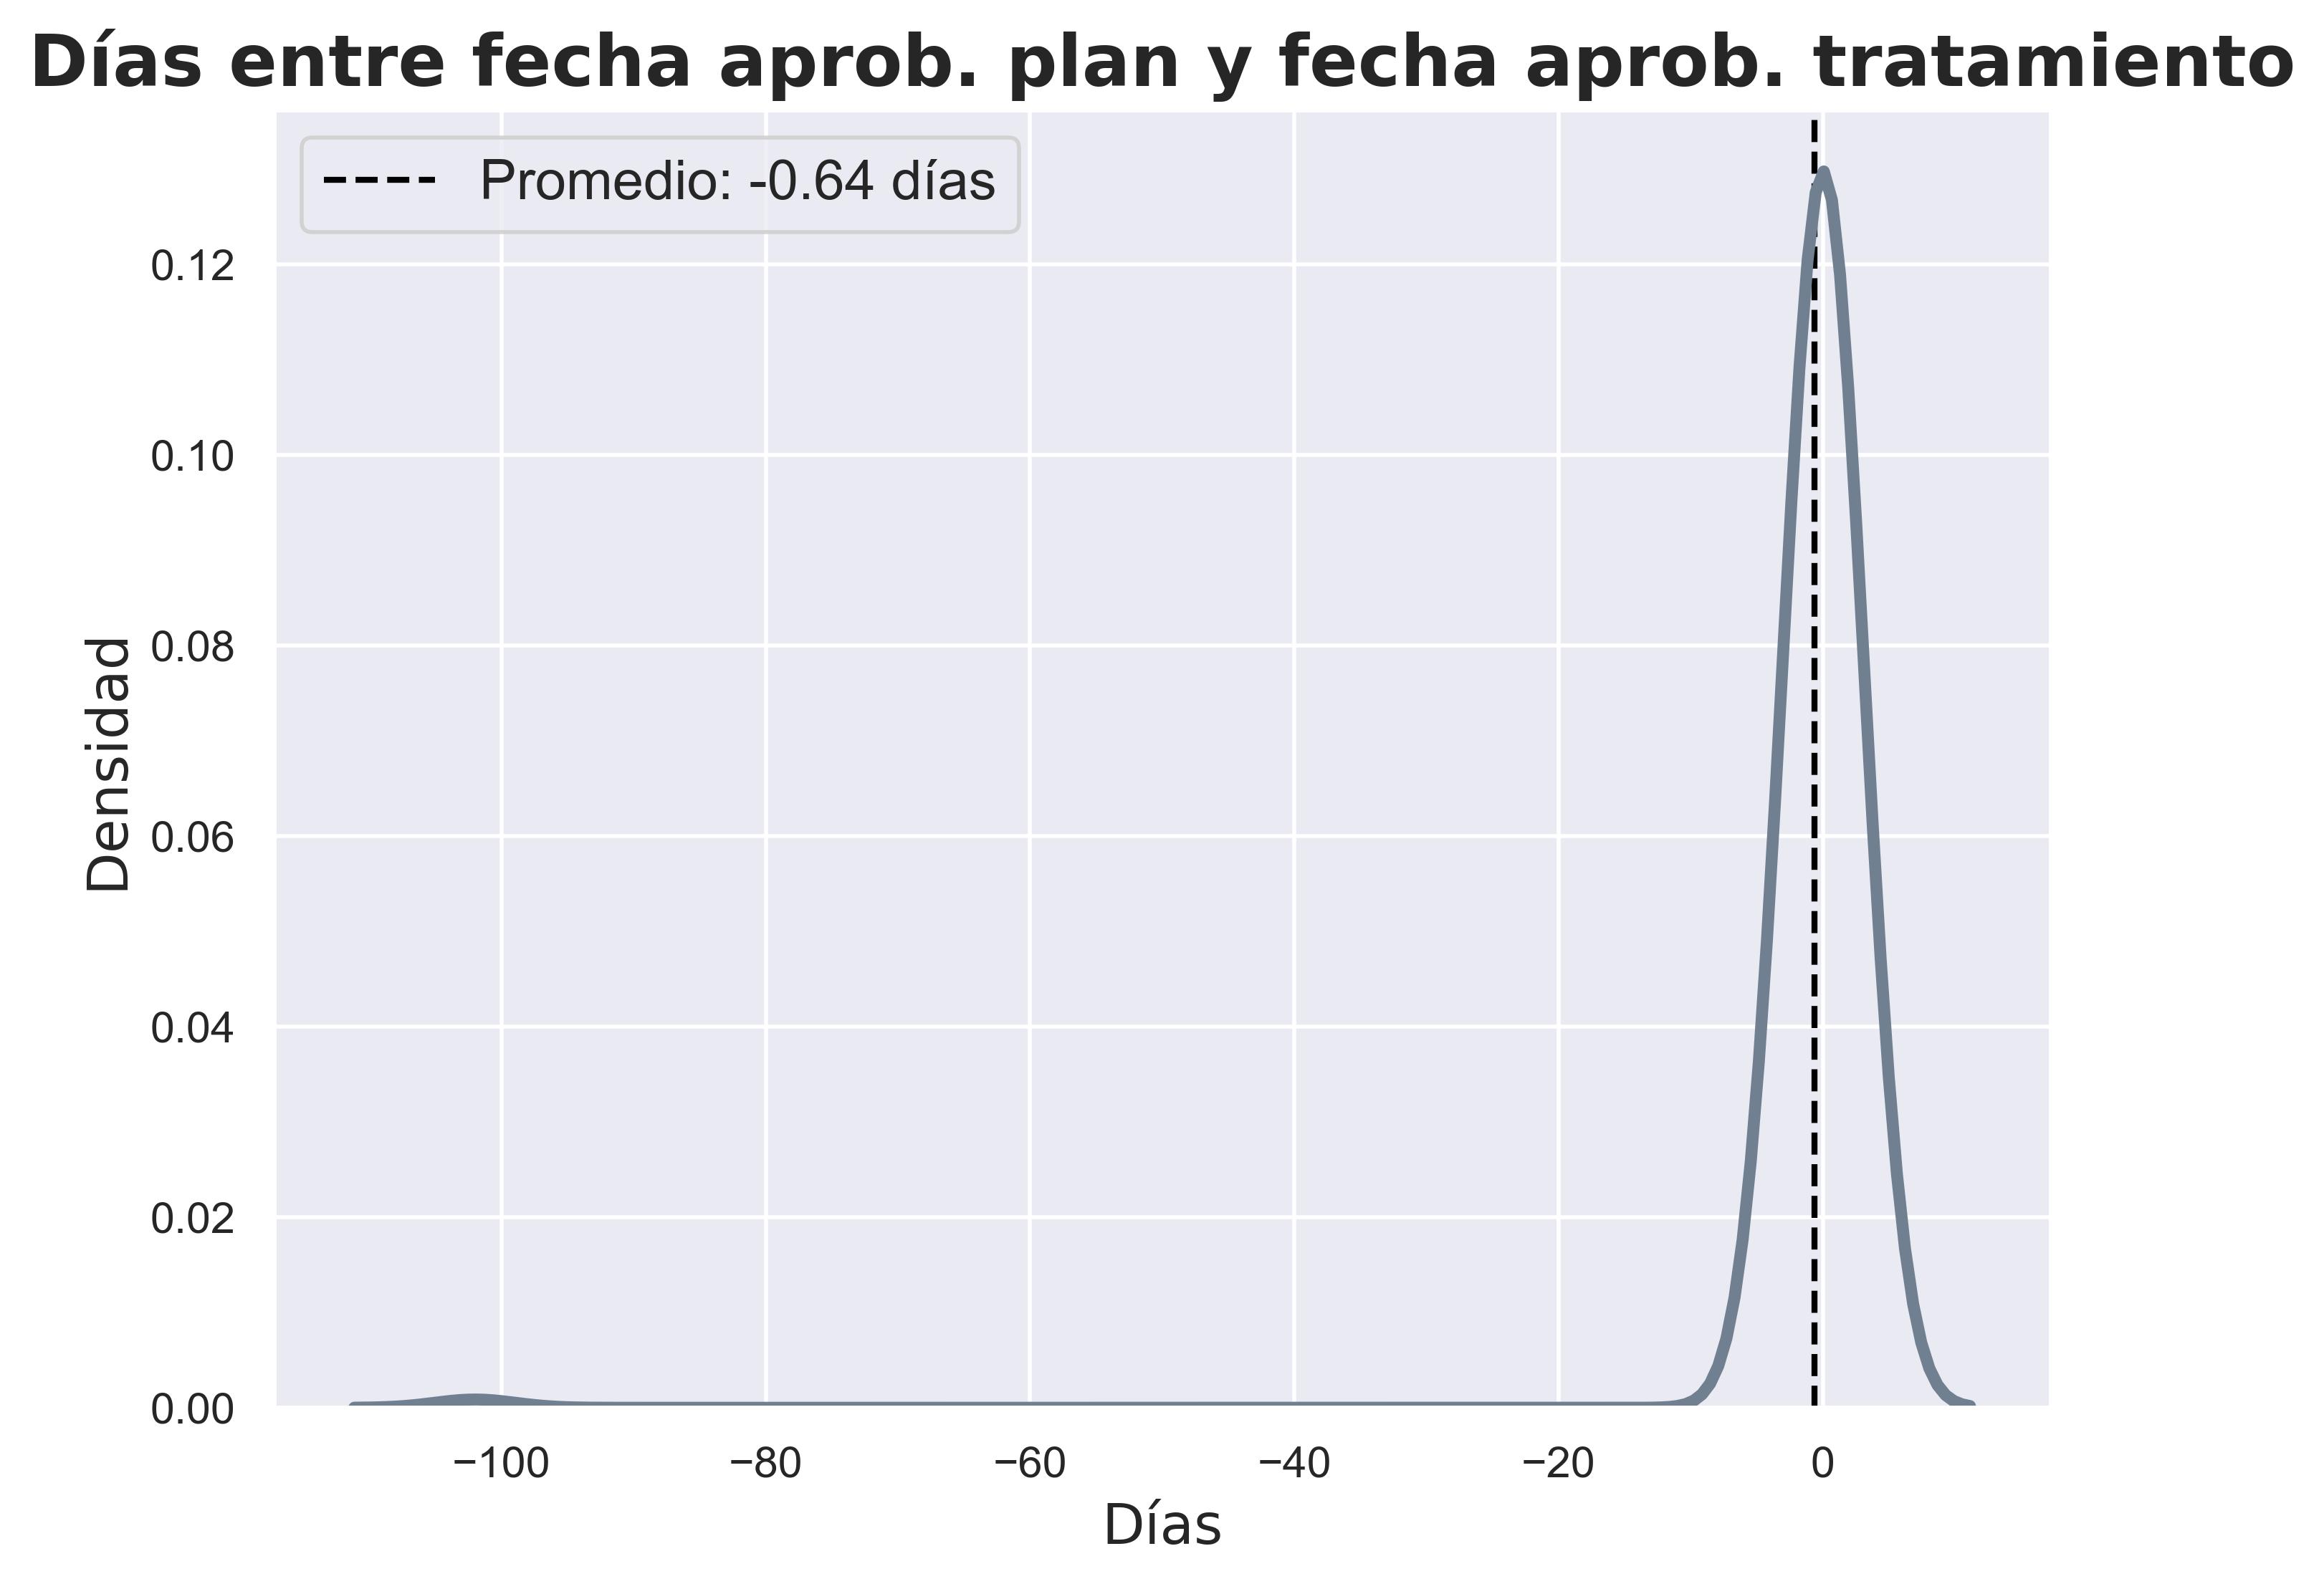 Días entre fecha aprob. plan y fecha aprob. tratamiento
Promedio: -0.64 días
0.12
0.10
0.08
0.06
0.04
0.02
0.00
Densidad
−100 −80 −60 −40 −20 0
Días